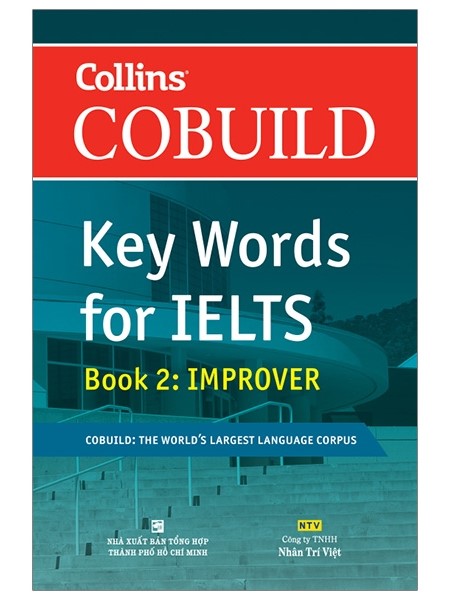 Collins®
COBUILD
Key Words
for IELTS
Book 2: IMPROVER
COBUILD: THE WORLD'S LARGEST LANGUAGE CORPUS
NHÀ XUẤT BẢN TỔNG HỢP
THÀNH PHỐ HỒ CHÍ MINH
NTV
Công ty TNHH
Nhân Trí Việt